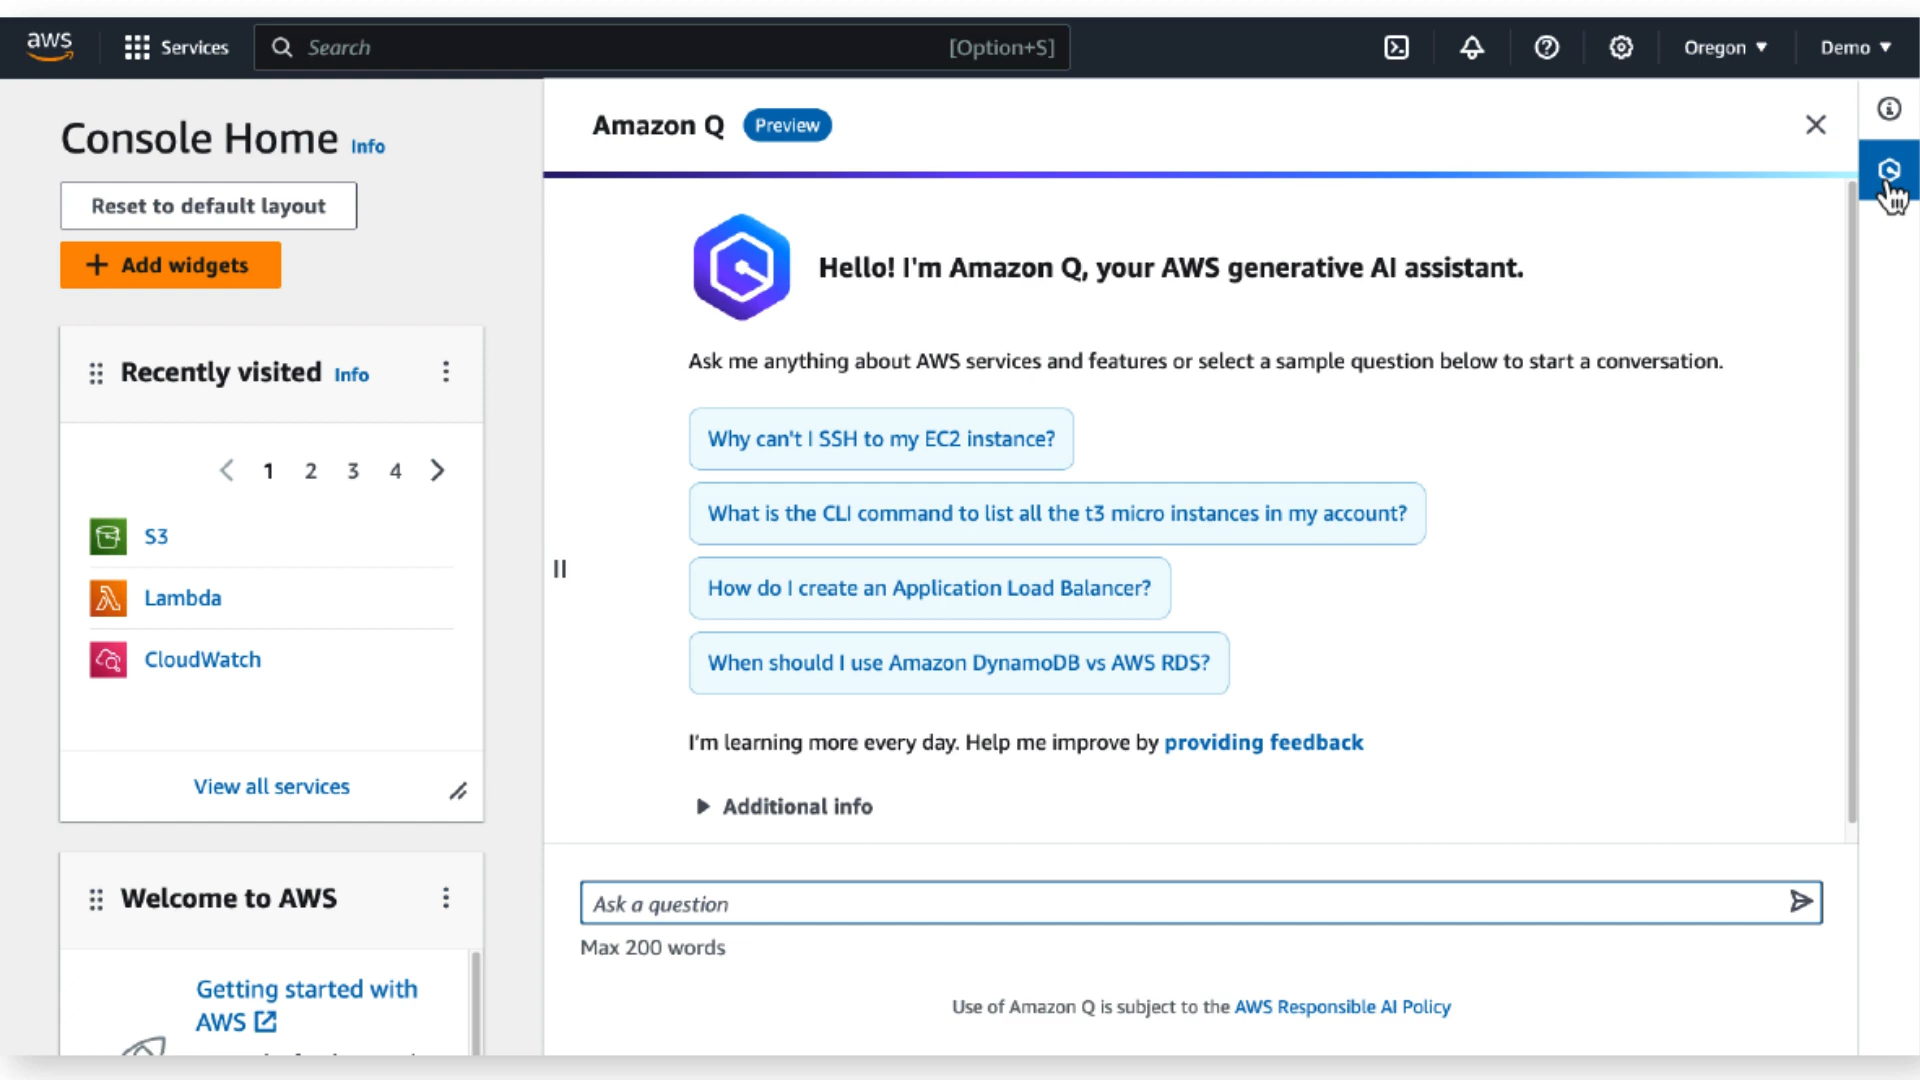 aws
Services
Search
[Option+S]
Oregon
Demo
Console Home Info
Reset to default layout
+ Add widgets
Recently visited Info
1 2 3 4
S3
Lambda
CloudWatch
View all services
Welcome to AWS
Getting started with
AWS
Amazon Q Preview
Hello! I'm Amazon Q, your AWS generative AI assistant.
Ask me anything about AWS services and features or select a sample question below to start a conversation.
Why can't I SSH to my EC2 instance?
What is the CLI command to list all the t3 micro instances in my account?
How do I create an Application Load Balancer?
When should I use Amazon DynamoDB vs AWS RDS?
I'm learning more every day. Help me improve by providing feedback
Additional info
Ask a question
Max 200 words
Use of Amazon Q is subject to the AWS Responsible AI Policy